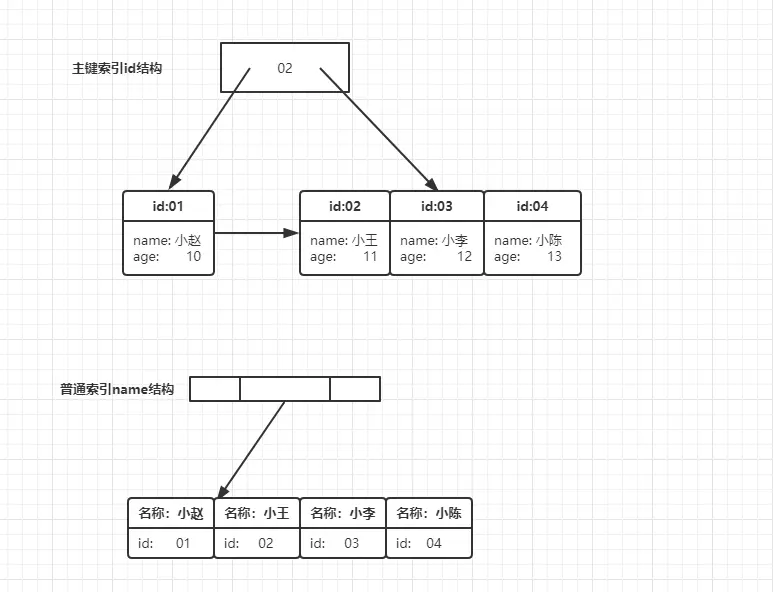 主键索引id结构
02
id:01
id:02
id:03
id:04
name: 小赵
name: 小王
name: 小李
name: 小陈
age: 10
age: 11
age: 12
age: 13
普通索引name结构
名称：小赵
名称：小王
名称：小李
名称：小陈
id: 01
id: 02
id: 03
id: 04